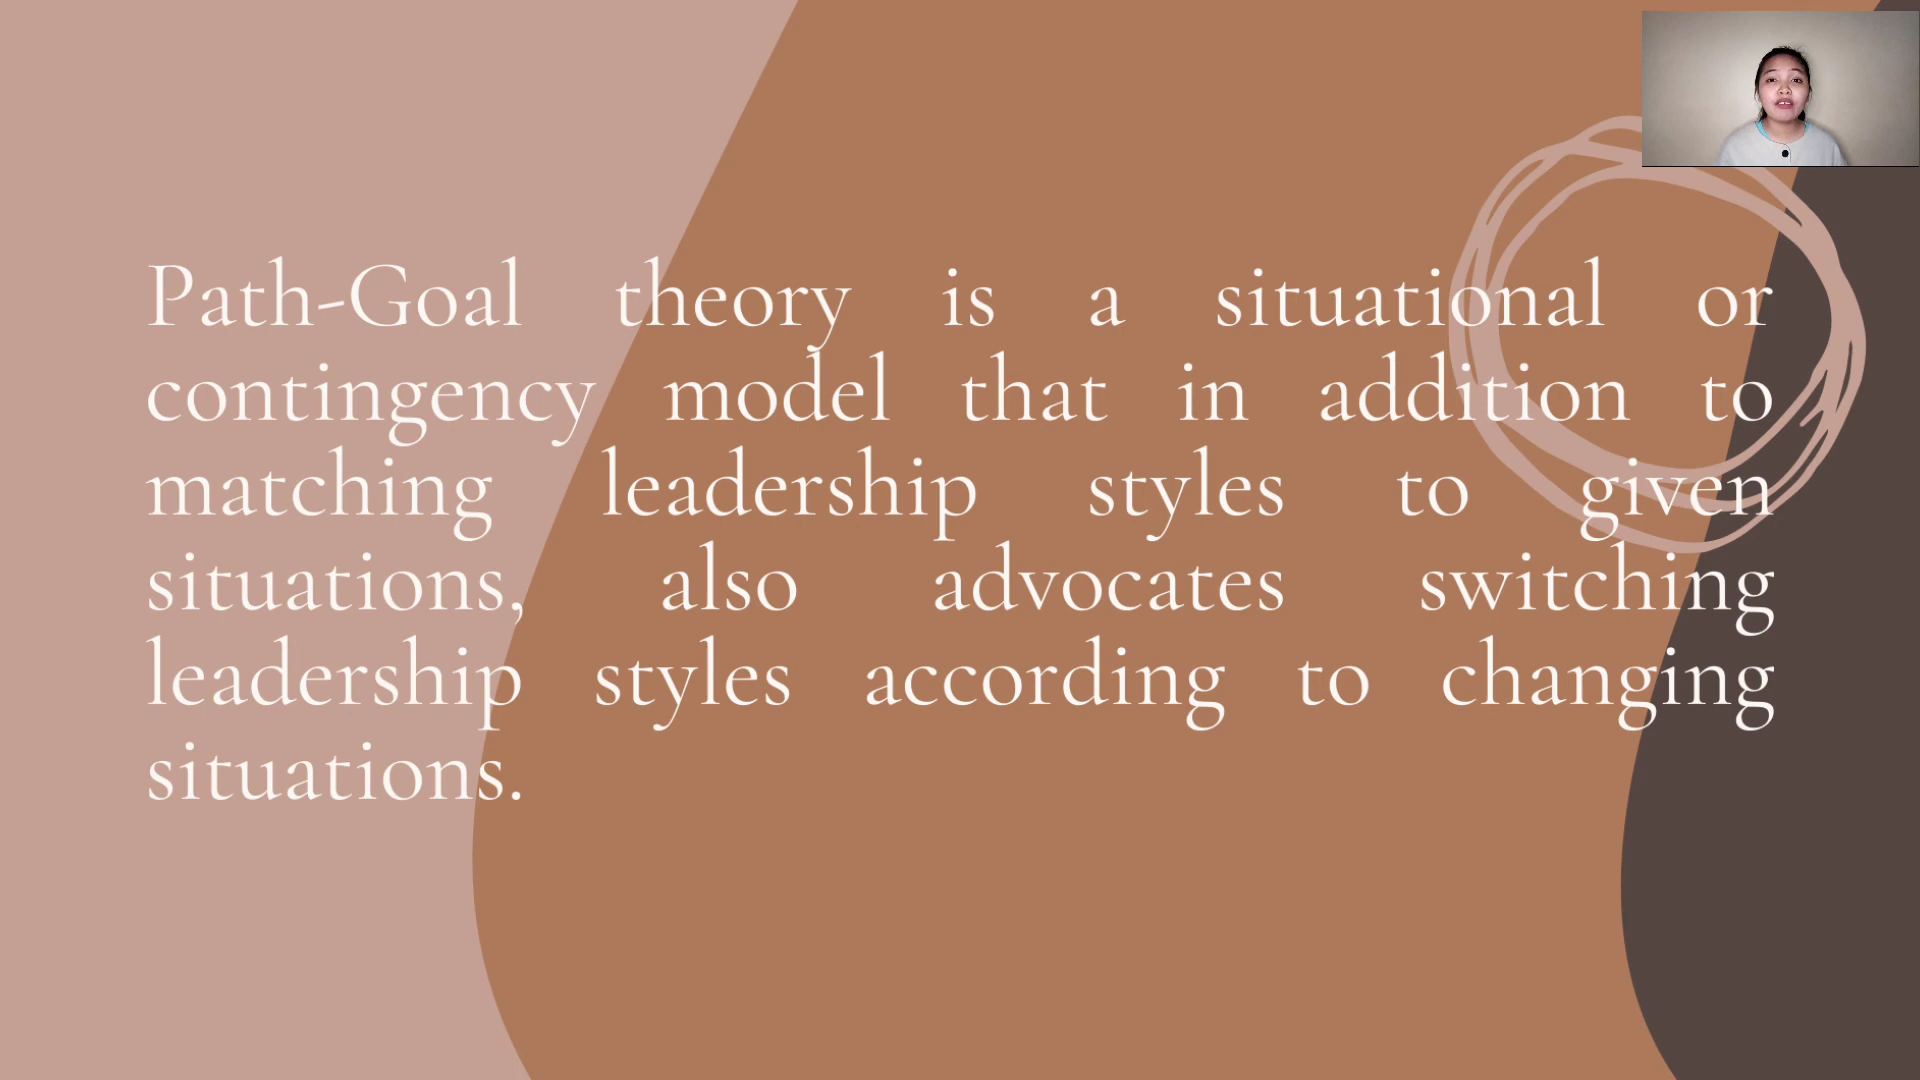 Path-Goal theory is a situational or
contingency model that in addition to
matching leadership styles to given
situations, also advocates switching
leadership styles according to changing
situations.